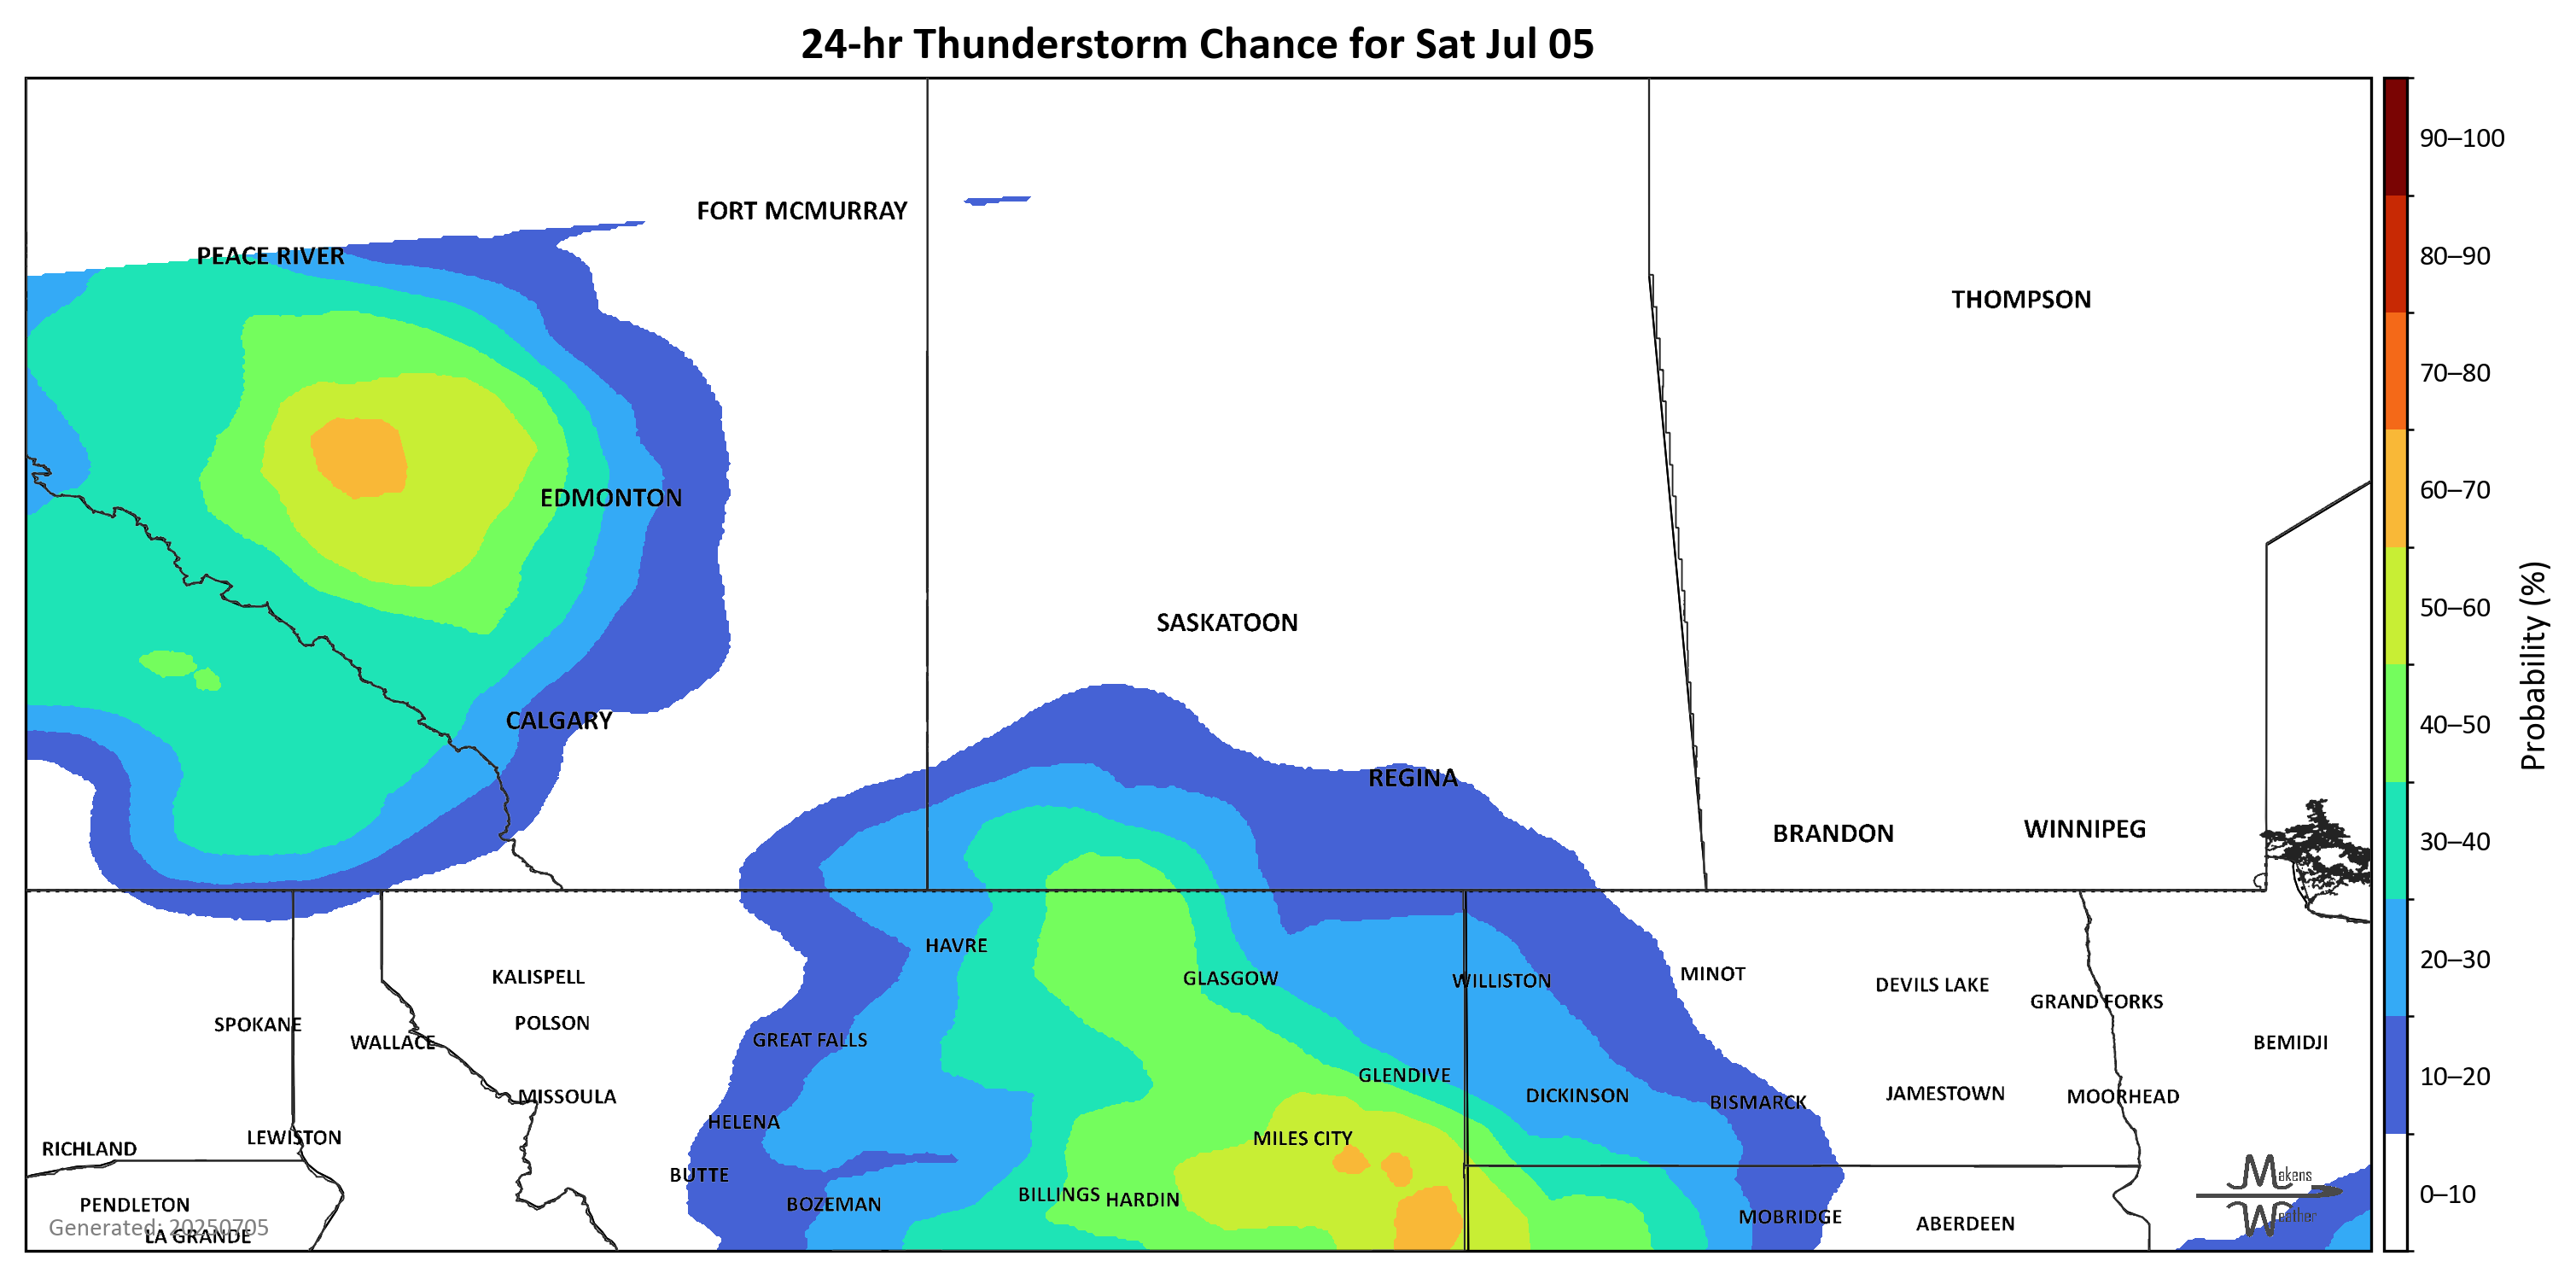 24-hr Thunderstorm Chance for Sat Jul 05
90–100
FORT MCMURRAY
PEACE RIVER
80–90
THOMPSON
70–80
EDMONTON
60–70
50–60
SASKATOON
CALGARY
40–50
Probability (%)
REGINA
BRANDON
WINNIPEG
30–40
HAVRE
20–30
KALISPELL
GLASGOW
WILLISTON
MINOT
DEVILS LAKE
GRAND FORKS
SPOKANE
POLSON
WALLACE
GREAT FALLS
BEMIDJI
GLENDIVE
10–20
MISSOULA
DICKINSON
BISMARCK
JAMESTOWN
MOORHEAD
HELENA
LEWISTON
MILES CITY
RICHLAND
BUTTE
Makens
BILLINGS
HARDIN
0–10
PENDLETON
BOZEMAN
MOBRIDGE
Weather
ABERDEEN
Generated: 20250705
LA GRANDE